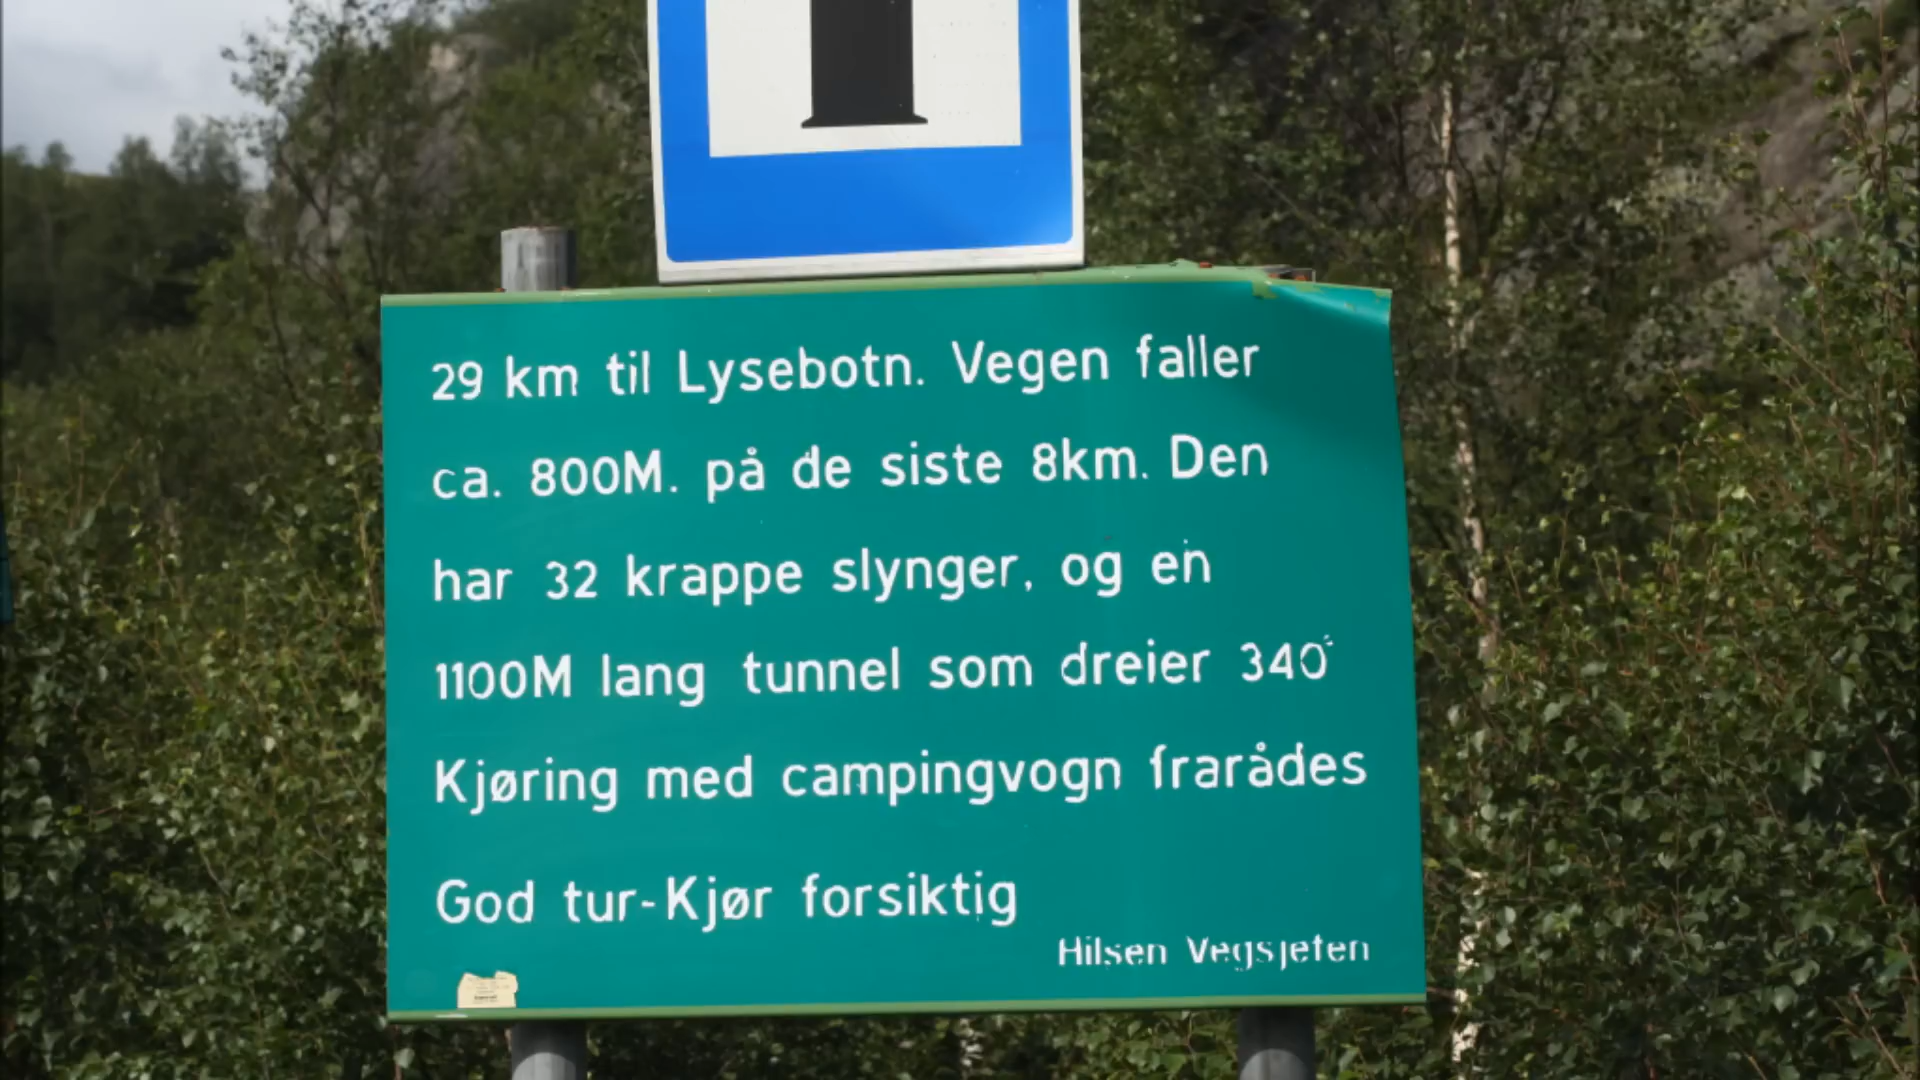 29 km til Lysebotn. Vegen faller
ca. 800M. på de siste 8km. Den
har 32 krappe slynger, og en
1100M lang tunnel som dreier 340°
Kjøring med campingvogn frarådes
God tur-Kjør forsiktig
Hilsen Vegsjefen